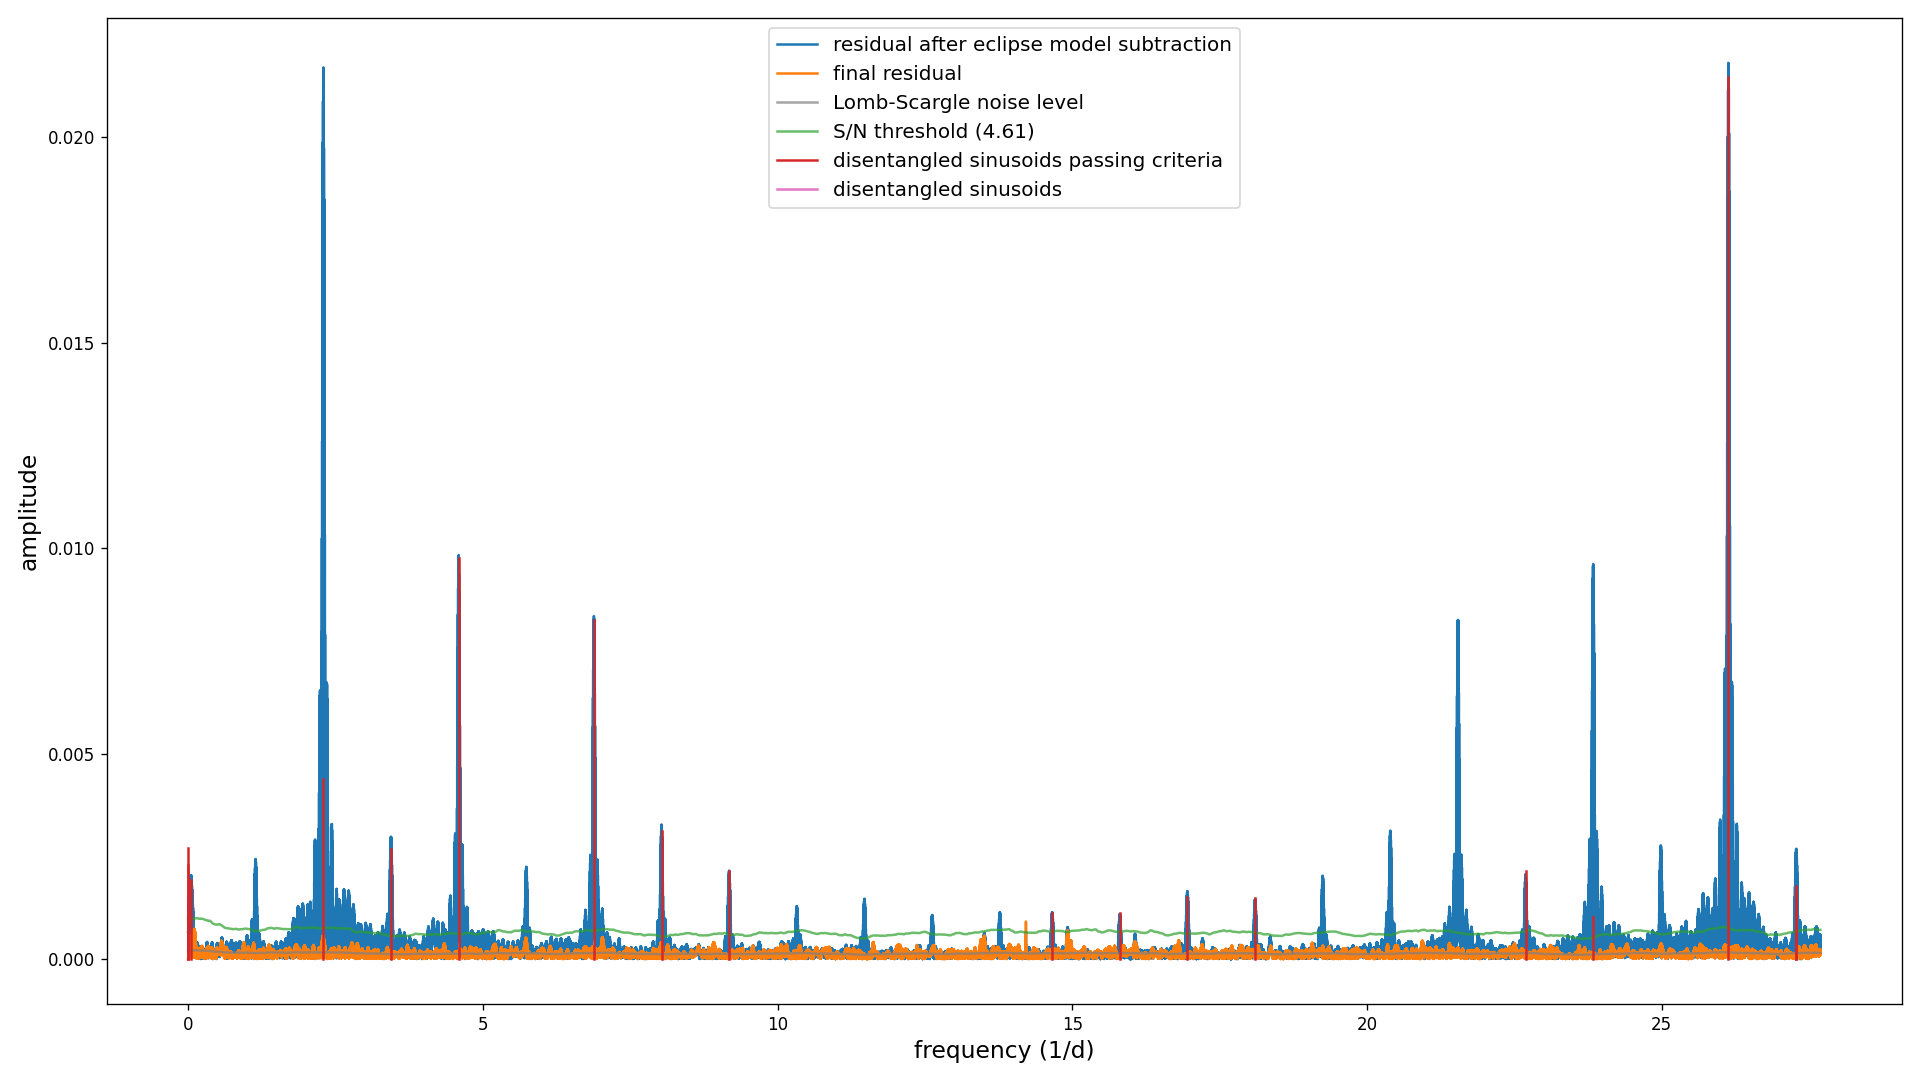 residual after eclipse model subtraction
final residual
Lomb-Scargle noise level
S/N threshold (4.61)
disentangled sinusoids passing criteria
disentangled sinusoids
0.020
0.015
0.010
0.005
0.000
amplitude
0 5 10 15 20 25
frequency (1/d)